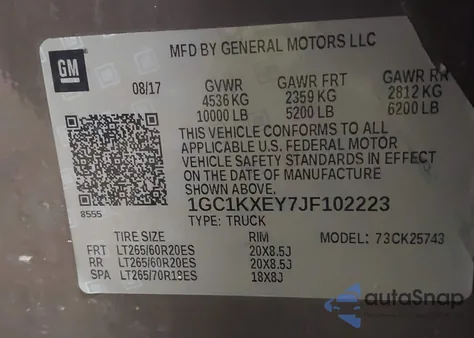 GM
MFD BY GENERAL MOTORS LLC
08/17 GVWR GAWR FRT GAWR RR
4536 KG 2359 KG 2812 KG
10000 LB 5200 LB 6200 LB
THIS VEHICLE CONFORMS TO ALL
APPLICABLE U.S. FEDERAL MOTOR
VEHICLE SAFETY STANDARDS IN EFFECT
ON THE DATE OF MANUFACTURE
SHOWN ABOVE.
8555
1GC1KXEY7JF102223
TYPE: TRUCK
MODEL: 73CK25743
TIRE SIZE RIM
FRT LT265/60R20ES 20X8.5J
RR LT265/60R20ES 20X8.5J
SPA LT265/70R18ES 18X8J
autoSnap